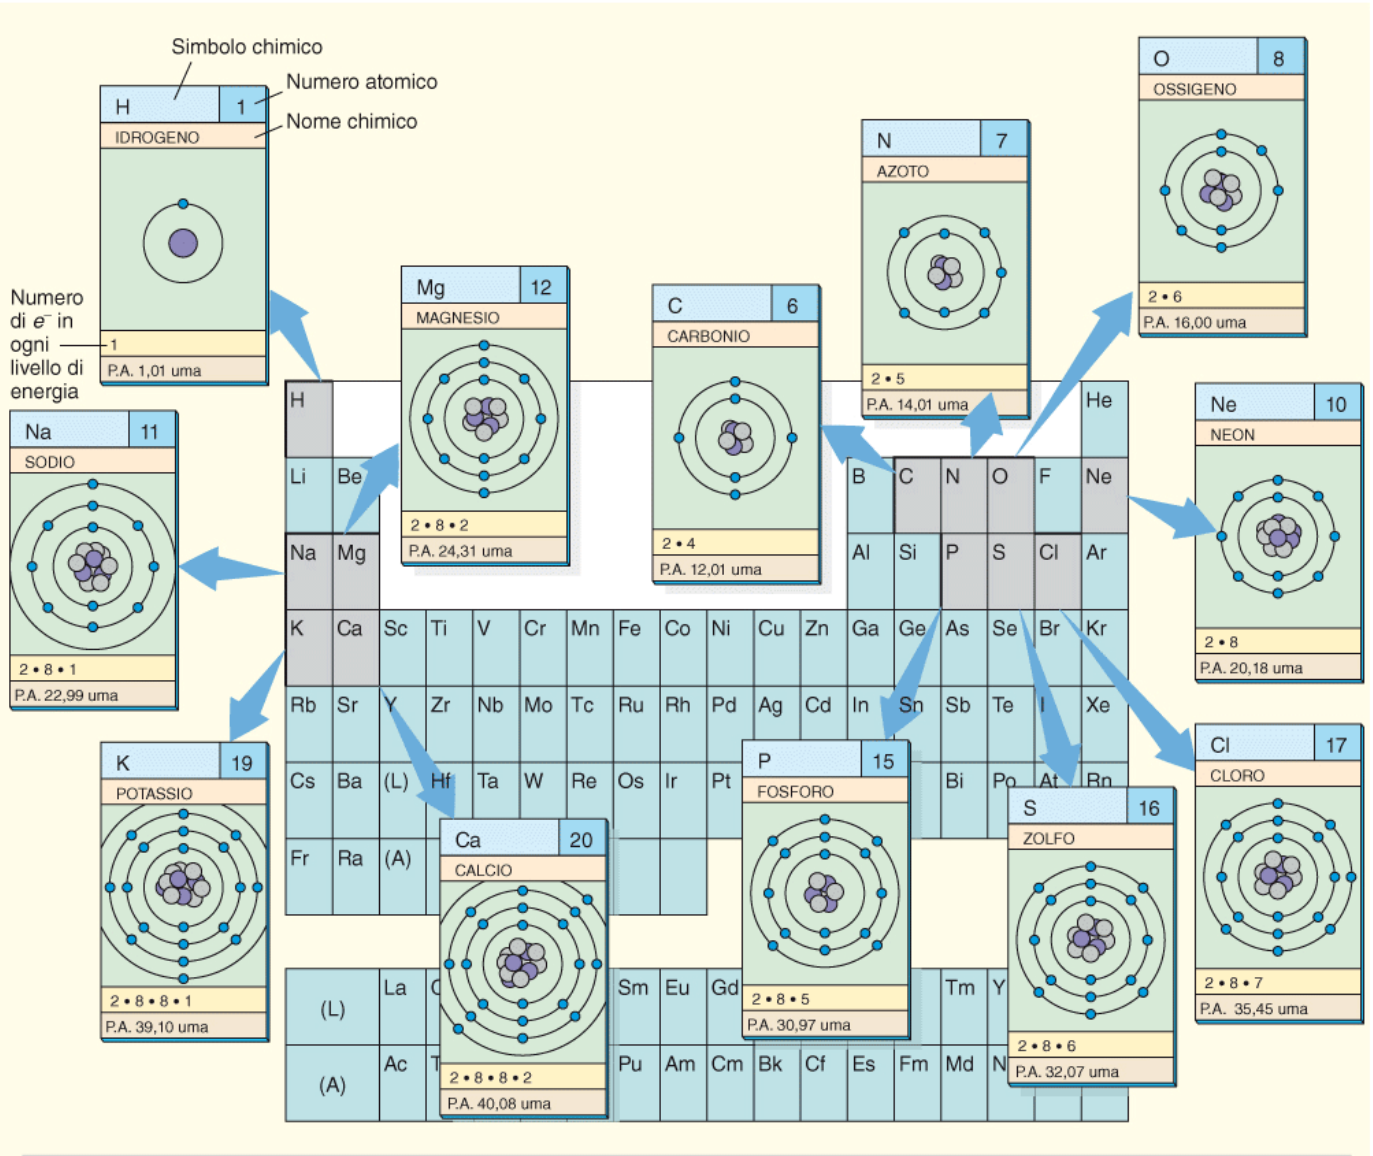 Simbolo chimico
Numero atomico
Nome chimico
Numero
di e⁻ in
ogni
livello di
energia
H 1
IDROGENO
1
P.A. 1,01 uma
O 8
OSSIGENO
2 • 6
P.A. 16,00 uma
N 7
AZOTO
2 • 5
P.A. 14,01 uma
Mg 12
MAGNESIO
2 • 8 • 2
P.A. 24,31 uma
C 6
CARBONIO
2 • 4
P.A. 12,01 uma
Ne 10
NEON
2 • 8
P.A. 20,18 uma
Na 11
SODIO
2 • 8 • 1
P.A. 22,99 uma
H He
Li Be B C N O F Ne
Na Mg Al Si P S Cl Ar
K Ca Sc Ti V Cr Mn Fe Co Ni Cu Zn Ga Ge As Se Br Kr
Rb Sr Y Zr Nb Mo Tc Ru Rh Pd Ag Cd In Sn Sb Te I Xe
Cs Ba (L) Hf Ta W Re Os Ir Pt Bi Po At Rn
Fr Ra (A)
K 19
POTASSIO
2 • 8 • 8 • 1
P.A. 39,10 uma
Ca 20
CALCIO
2 • 8 • 8 • 2
P.A. 40,08 uma
P 15
FOSFORO
2 • 8 • 5
P.A. 30,97 uma
S 16
ZOLFO
2 • 8 • 6
P.A. 32,07 uma
Cl 17
CLORO
2 • 8 • 7
P.A. 35,45 uma
(L) La Sm Eu Gd Tm
(A) Ac Pu Am Cm Bk Cf Es Fm Md